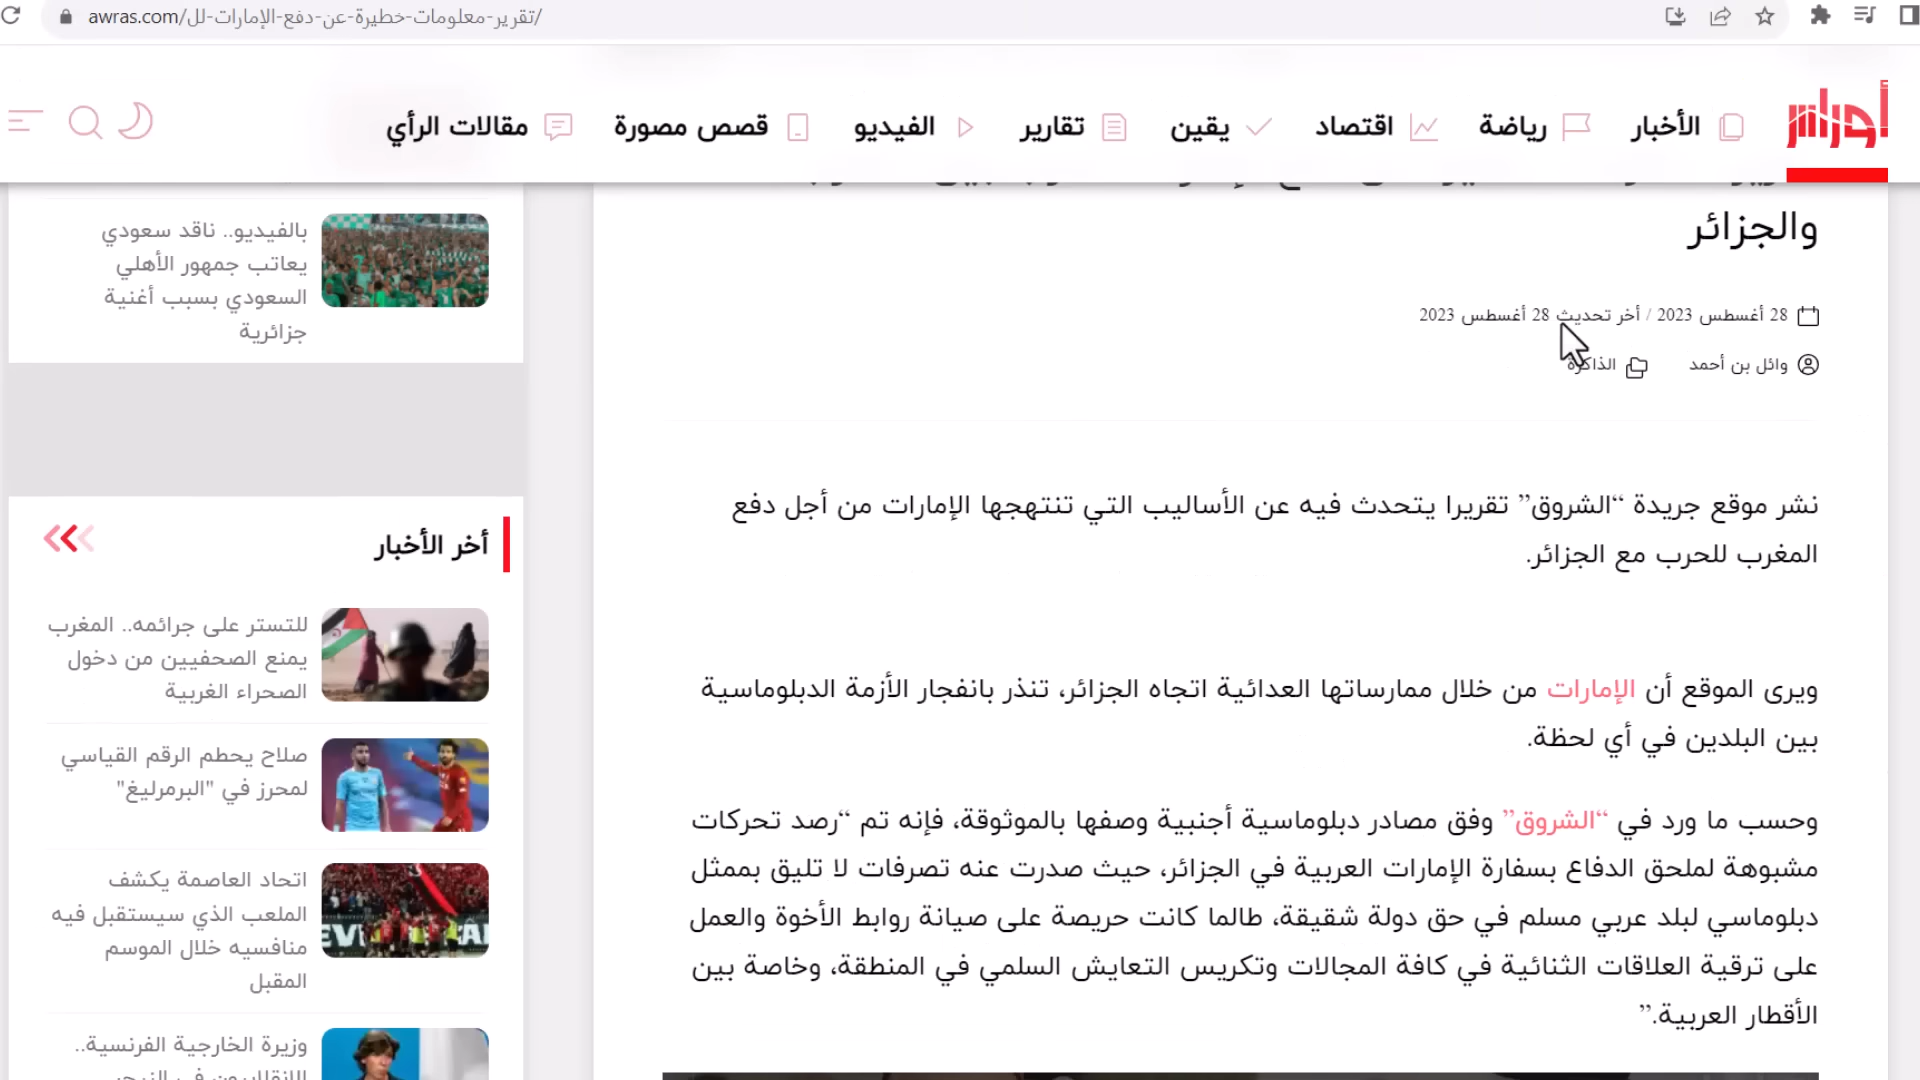 awras.com/تقرير-معلومات-خطيرة-عن-دفع-الإمارات-لل/
أوراس
الأخبار
رياضة
اقتصاد
يقين
تقارير
الفيديو
قصص مصورة
مقالات الرأي
والجزائر
28 أغسطس 2023 / أخر تحديث 28 أغسطس 2023
وائل بن أحمد
الذاكرة
نشر موقع جريدة “الشروق” تقريرا يتحدث فيه عن الأساليب التي تنتهجها الإمارات من أجل دفع
المغرب للحرب مع الجزائر.
ويرى الموقع أن الإمارات من خلال ممارساتها العدائية اتجاه الجزائر، تنذر بانفجار الأزمة الدبلوماسية
بين البلدين في أي لحظة.
وحسب ما ورد في “الشروق” وفق مصادر دبلوماسية أجنبية وصفها بالموثوقة، فإنه تم “رصد تحركات
مشبوهة لملحق الدفاع بسفارة الإمارات العربية في الجزائر، حيث صدرت عنه تصرفات لا تليق بممثل
دبلوماسي لبلد عربي مسلم في حق دولة شقيقة، طالما كانت حريصة على صيانة روابط الأخوة والعمل
على ترقية العلاقات الثنائية في كافة المجالات وتكريس التعايش السلمي في المنطقة، وخاصة بين
الأقطار العربية.”
بالفيديو.. ناقد سعودي
يعاتب جمهور الأهلي
السعودي بسبب أغنية
جزائرية
أخر الأخبار
للتستر على جرائمه.. المغرب
يمنع الصحفيين من دخول
الصحراء الغربية
صلاح يحطم الرقم القياسي
لمحرز في "البرمرليغ"
اتحاد العاصمة يكشف
الملعب الذي سيستقبل فيه
منافسيه خلال الموسم
المقبل
وزيرة الخارجية الفرنسية..